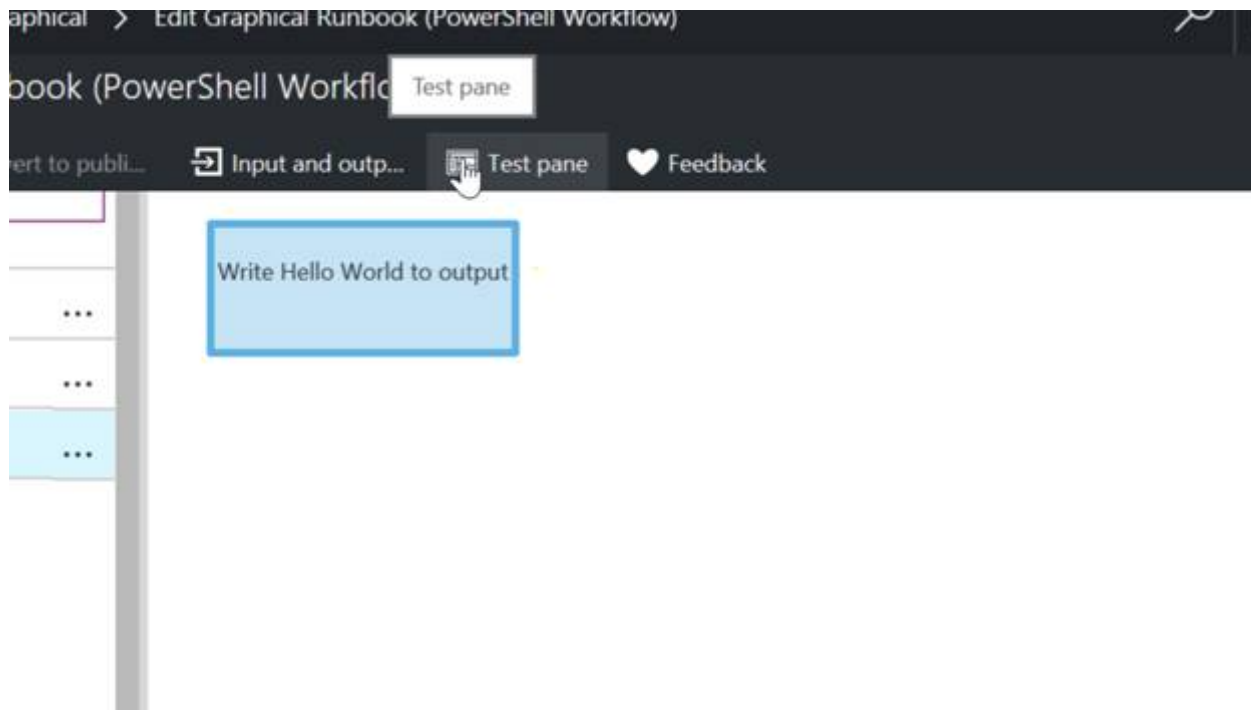 aphical > Edit Graphical Runbook (PowerShell Workflow)
book (PowerShell Workflo
Test pane
ert to publi...
Input and outp...
Test pane
Feedback
Write Hello World to output
...
...
...